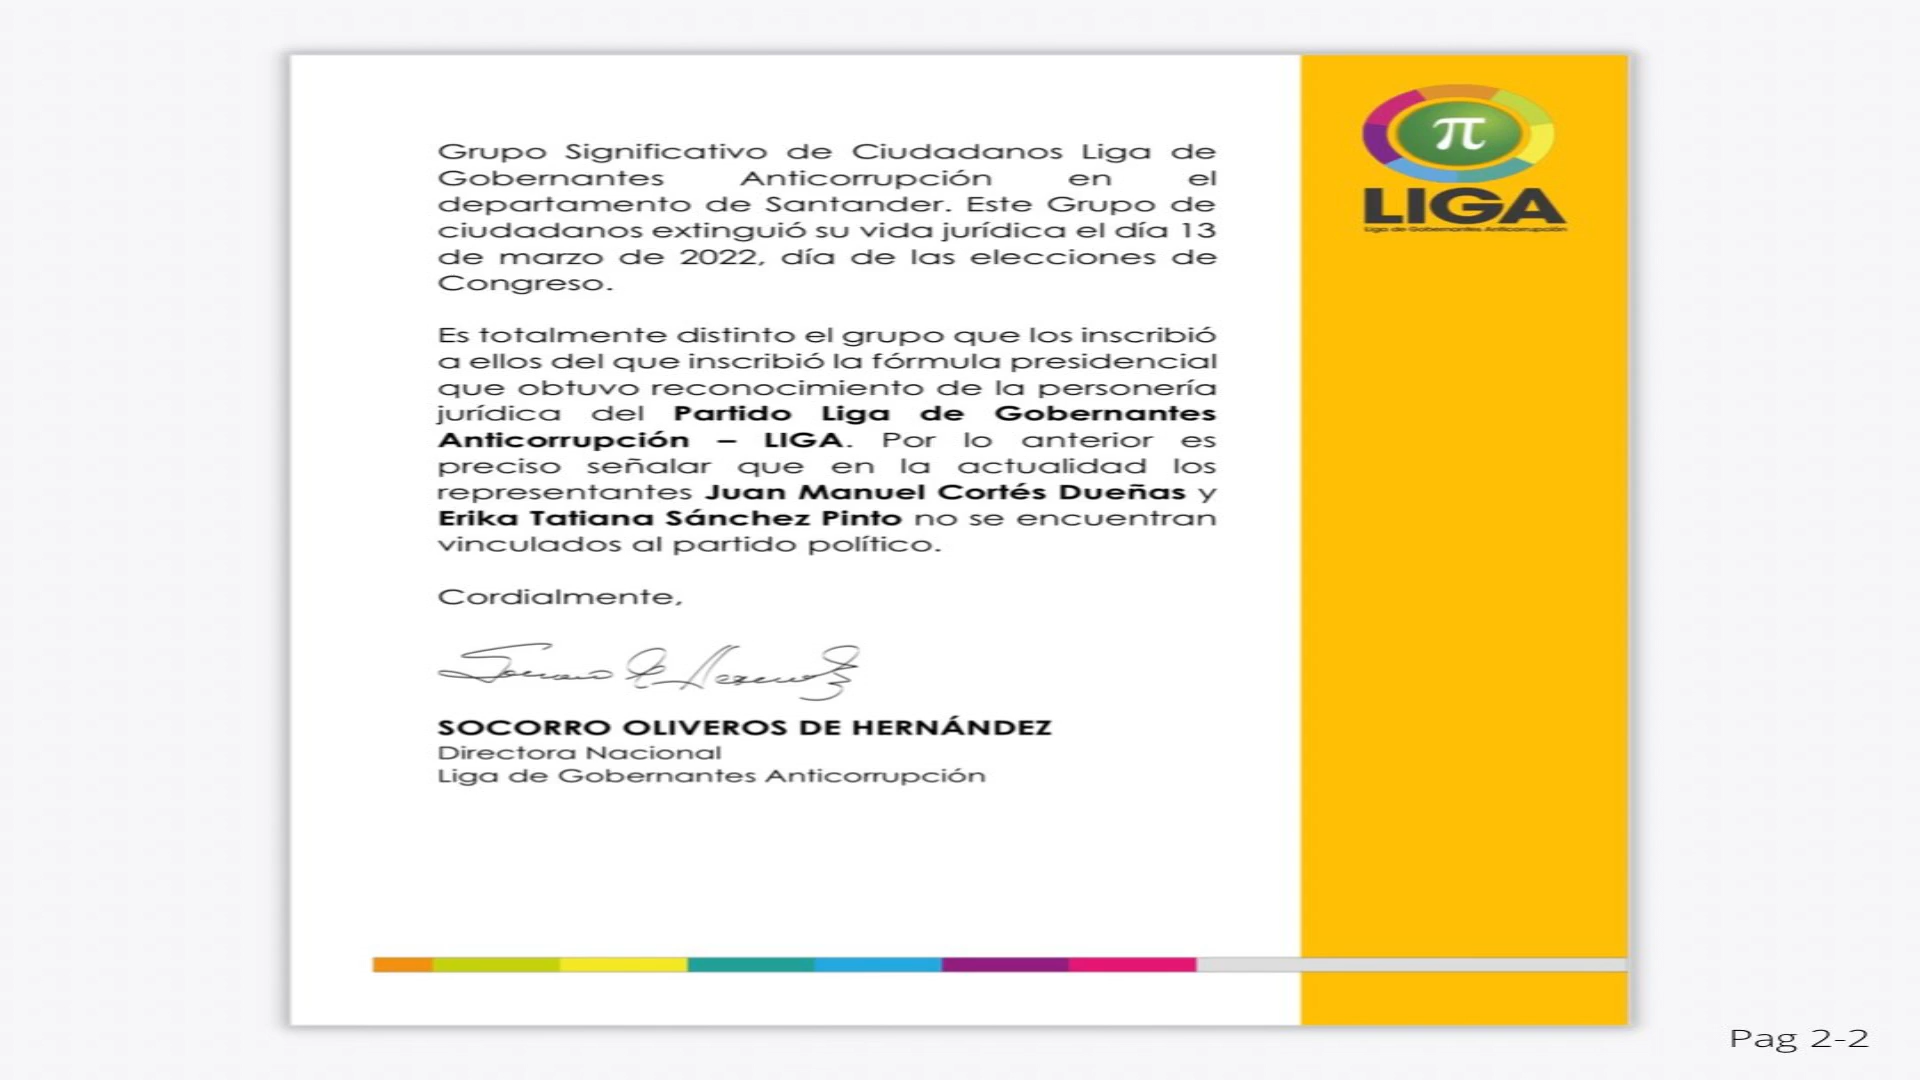 Grupo Significativo de Ciudadanos Liga de
Gobernantes Anticorrupción en el
departamento de Santander. Este Grupo de
ciudadanos extinguió su vida jurídica el día 13
de marzo de 2022, día de las elecciones de
Congreso.
Es totalmente distinto el grupo que los inscribió
a ellos del que inscribió la fórmula presidencial
que obtuvo reconocimiento de la personería
jurídica del Partido Liga de Gobernantes
Anticorrupción – LIGA. Por lo anterior es
preciso señalar que en la actualidad los
representantes Juan Manuel Cortés Dueñas y
Erika Tatiana Sánchez Pinto no se encuentran
vinculados al partido político.
Cordialmente,
SOCORRO OLIVEROS DE HERNÁNDEZ
Directora Nacional
Liga de Gobernantes Anticorrupción
π
LIGA
Liga de Gobernantes Anticorrupción
Pag 2-2